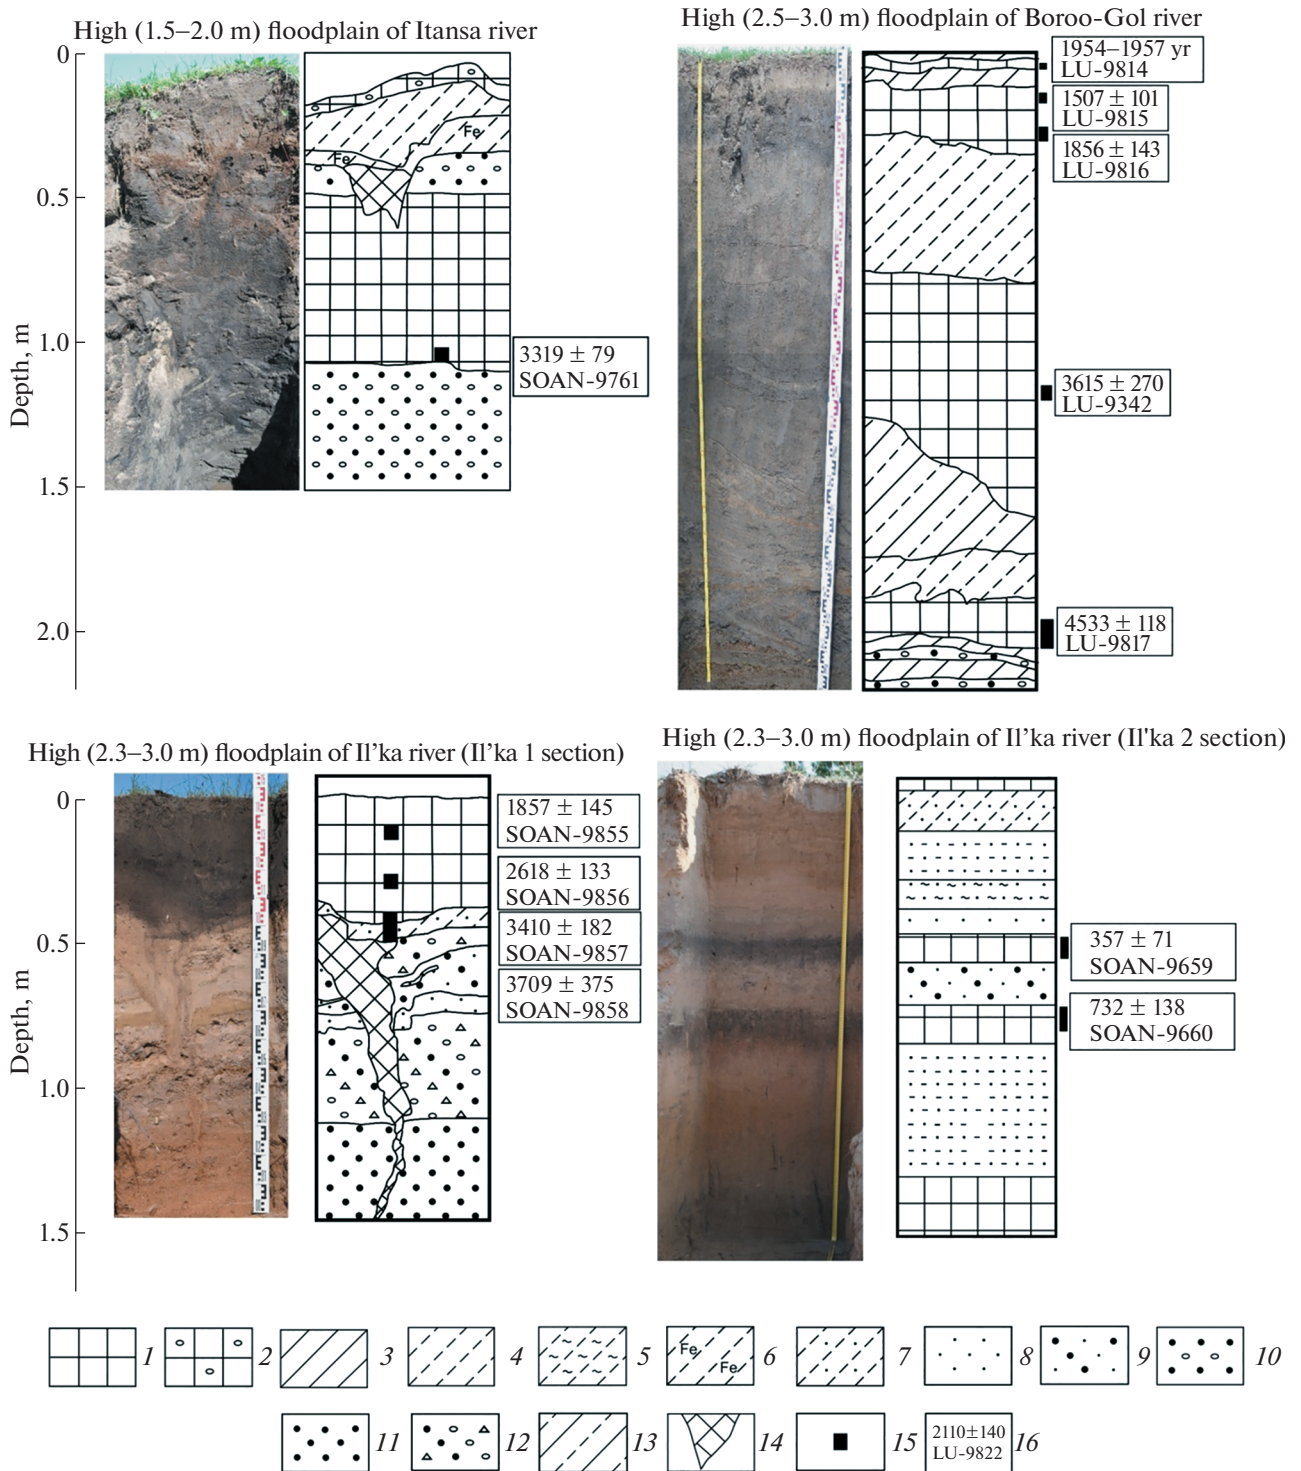 High (1.5–2.0 m) floodplain of Itansa river
0
0.5
1.0
1.5
2.0
Depth, m
Fe
Fe
3319 ± 79
SOAN-9761
High (2.5–3.0 m) floodplain of Boroo-Gol river
1954–1957 yr
LU-9814
1507 ± 101
LU-9815
1856 ± 143
LU-9816
3615 ± 270
LU-9342
4533 ± 118
LU-9817
High (2.3–3.0 m) floodplain of Il’ka river (Il’ka 1 section)
0
0.5
1.0
1.5
Depth, m
1857 ± 145
SOAN-9855
2618 ± 133
SOAN-9856
3410 ± 182
SOAN-9857
3709 ± 375
SOAN-9858
High (2.3–3.0 m) floodplain of Il’ka river (Il'ka 2 section)
357 ± 71
SOAN-9659
732 ± 138
SOAN-9660
1 2 3 4 5 Fe Fe 6 7 8 9 10
11 12 13 14 15 2110±140 16
LU-9822